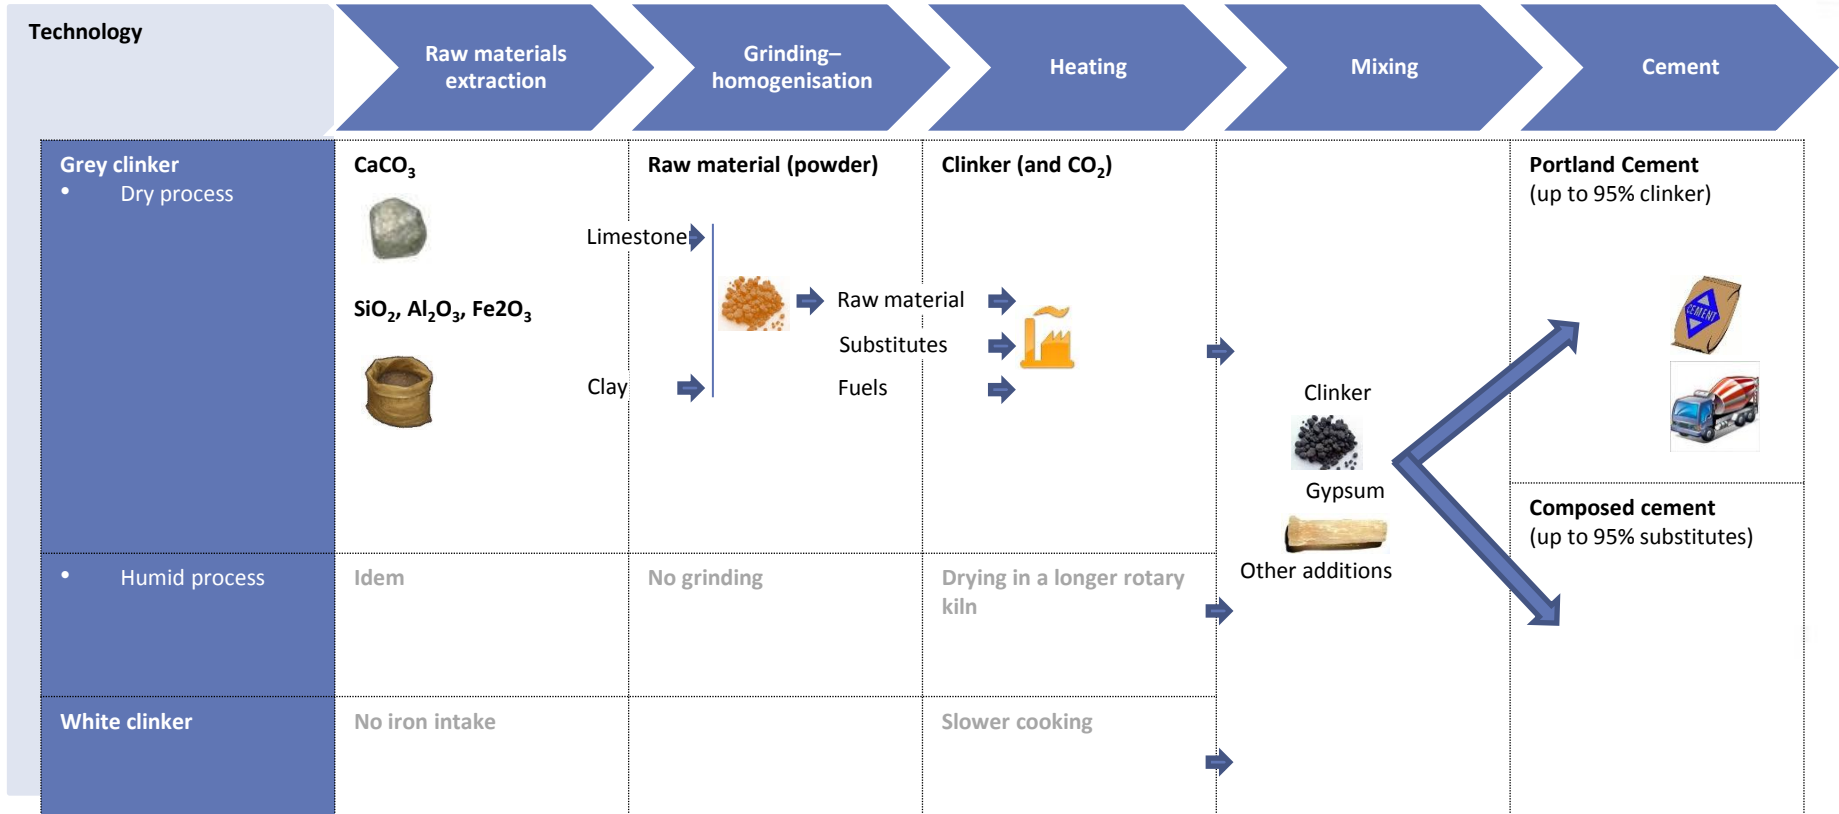 Technology
Raw materials
extraction
Grinding–
homogenisation
Heating
Mixing
Cement
Grey clinker
• Dry process
CaCO₃
SiO₂, Al₂O₃, Fe2O₃
Raw material (powder)
Limestone
Clay
Clinker (and CO₂)
Raw material
Substitutes
Fuels
Clinker
Gypsum
Other additions
Portland Cement
(up to 95% clinker)
CEMENT
Composed cement
(up to 95% substitutes)
• Humid process
Idem
No grinding
Drying in a longer rotary
kiln
White clinker
No iron intake
Slower cooking